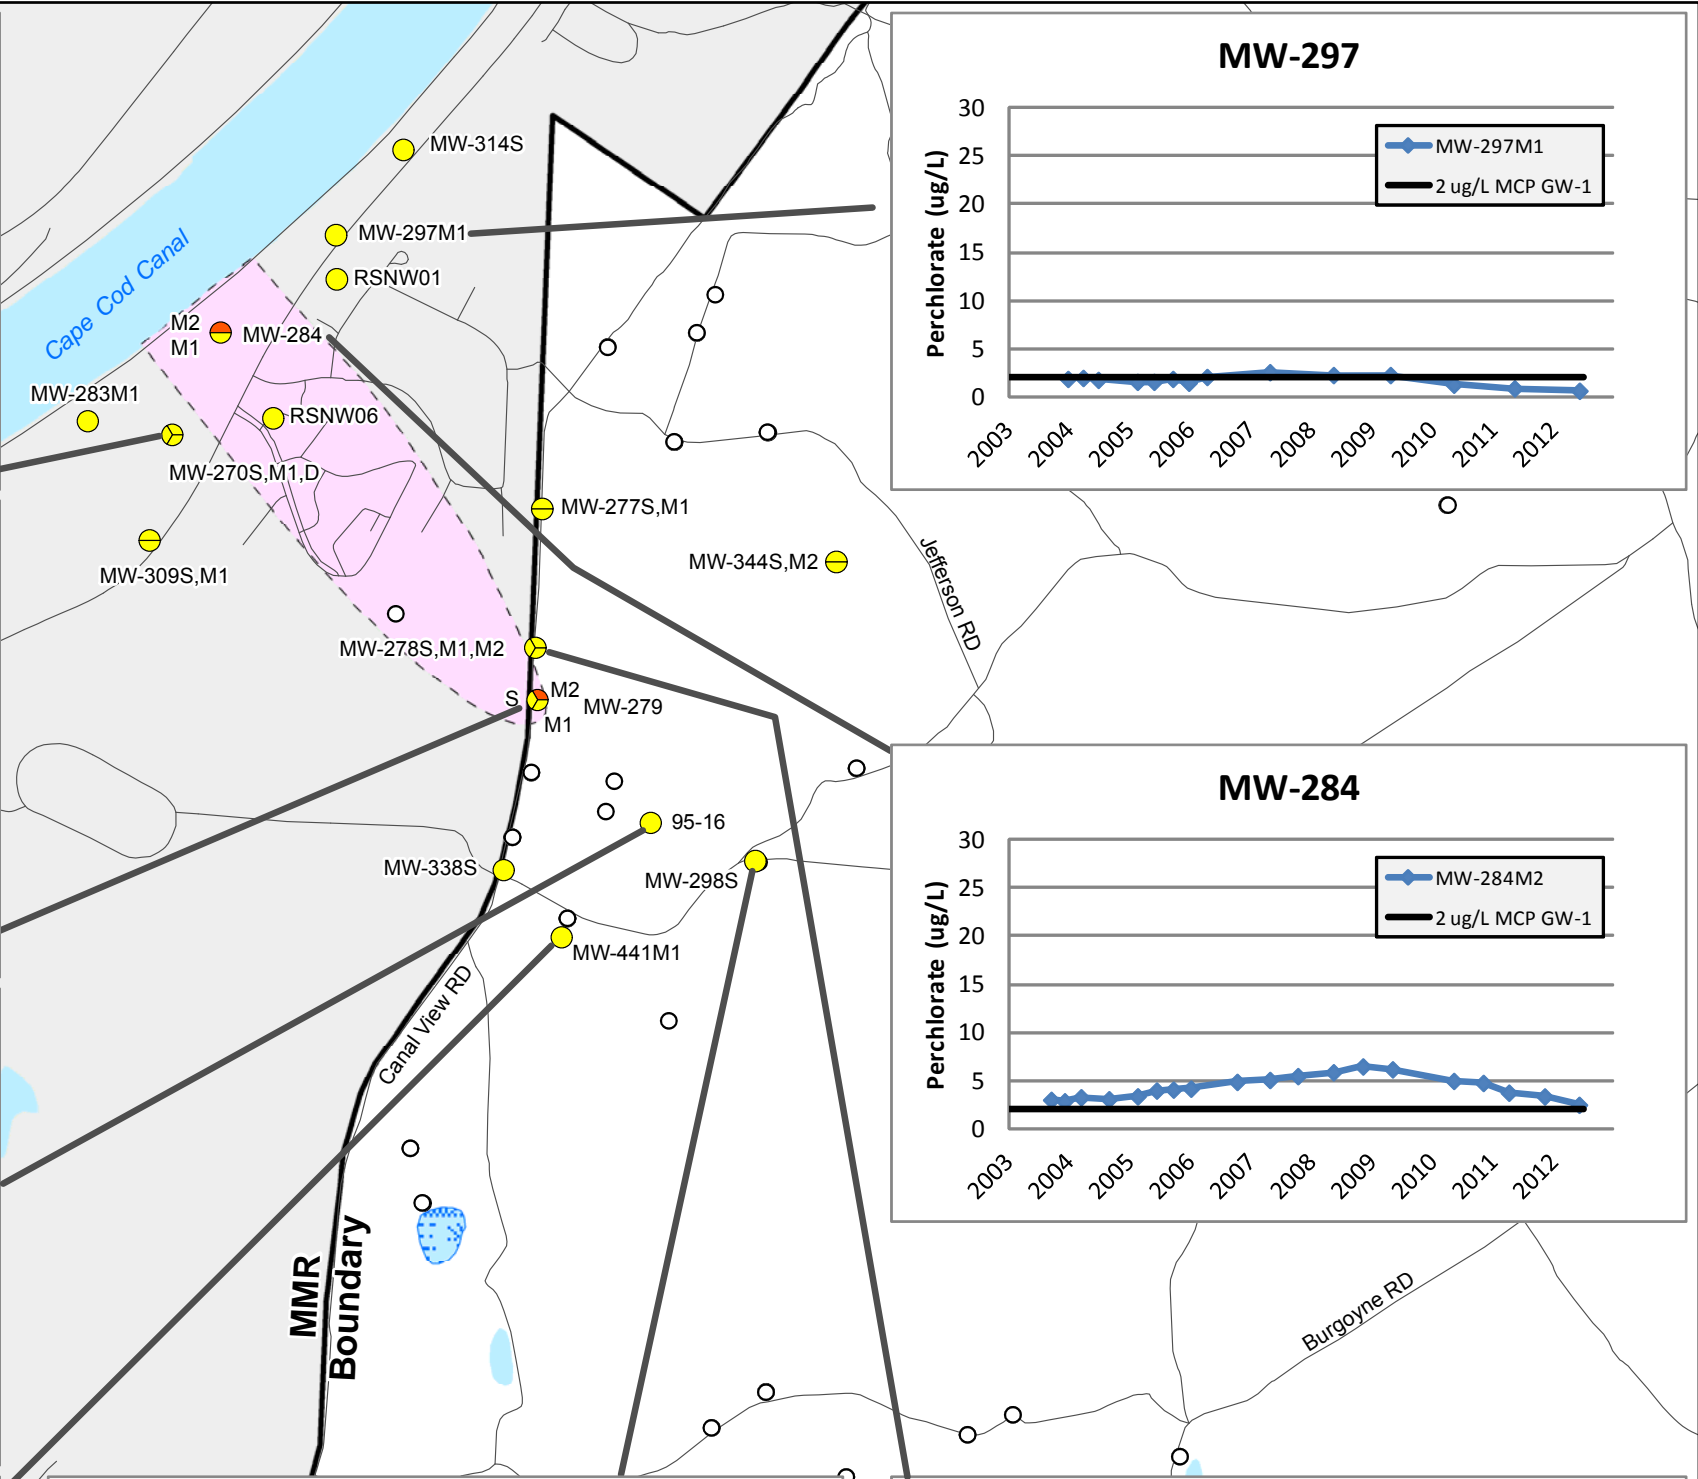 MW-314S
MW-297M1
RSNW01
Cape Cod Canal
M2
M1
MW-284
MW-283M1
RSNW06
MW-270S,M1,D
MW-277S,M1
MW-309S,M1
MW-344S,M2
Jefferson RD
MW-278S,M1,M2
S
M2
M1
MW-279
95-16
MW-338S
MW-298S
MW-441M1
Canal View RD
MMR
Boundary
Burgoyne RD
MW-297
Perchlorate (ug/L)
30
25
20
15
10
5
0
MW-297M1
2 ug/L MCP GW-1
2003
2004
2005
2006
2007
2008
2009
2010
2011
2012
MW-284
Perchlorate (ug/L)
30
25
20
15
10
5
0
MW-284M2
2 ug/L MCP GW-1
2003
2004
2005
2006
2007
2008
2009
2010
2011
2012